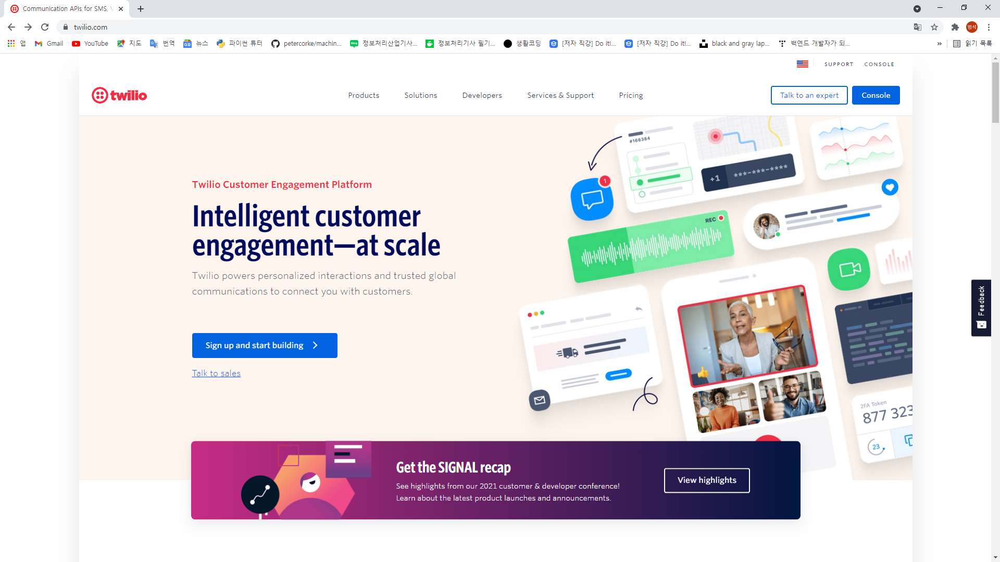 Communication APIs for SMS, V
twilio.com
범석
앱
Gmail
YouTube
지도
번역
뉴스
파이썬 튜터
petercorke/machin...
정보처리산업기사...
정보처리기사 필기...
생활코딩
[저자 직강] Do it!...
[저자 직강] Do it!...
black and gray lap...
백엔드 개발자가 되...
»
읽기 목록
SUPPORT
CONSOLE
twilio
Products
Solutions
Developers
Services & Support
Pricing
Talk to an expert
Console
#168384
+1 ***-***-****
1
REC
Twilio Customer Engagement Platform
Intelligent customer
engagement—at scale
Twilio powers personalized interactions and trusted global
communications to connect you with customers.
Sign up and start building
Talk to sales
Feedback
2FA Token
877 323
23
Get the SIGNAL recap
See highlights from our 2021 customer & developer conference!
Learn about the latest product launches and announcements.
View highlights